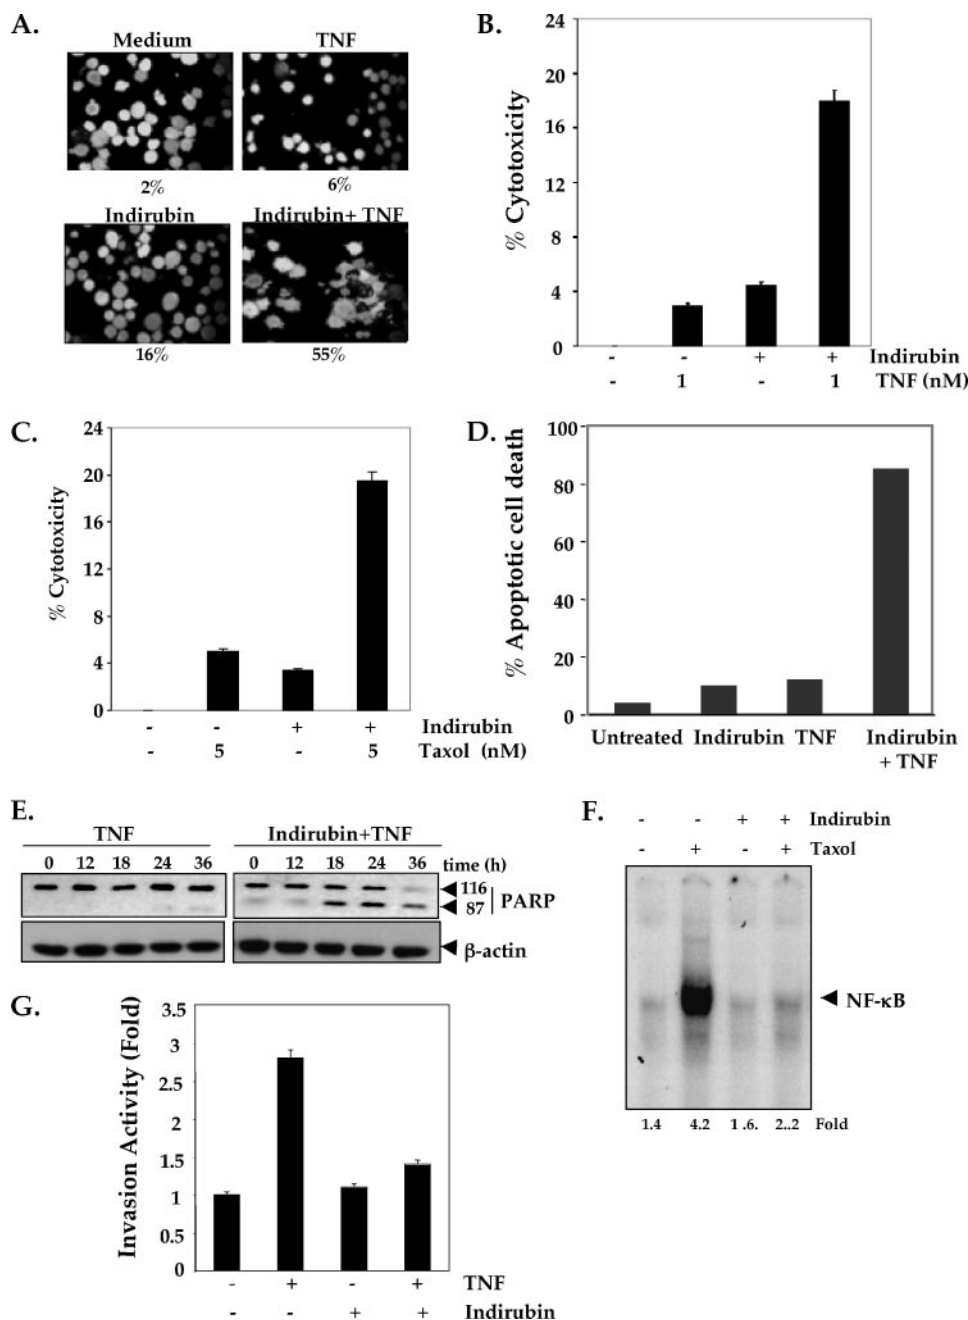 A.
Medium TNF
2% 6%
Indirubin Indirubin+ TNF
16% 55%
B.
% Cytotoxicity
24
20
16
12
8
4
0
- - + + Indirubin
- 1 - 1 TNF (nM)
C.
% Cytotoxicity
24
20
16
12
8
4
0
- - + + Indirubin
- 5 - 5 Taxol (nM)
D.
% Apoptotic cell death
100
80
60
40
20
0
Untreated Indirubin TNF Indirubin
+ TNF
E.
TNF Indirubin+TNF
0 12 18 24 36 0 12 18 24 36 time (h)
116
87
PARP
β-actin
F.
- - + + Indirubin
- + - + Taxol
NF-κB
1.4 4.2 1 .6. 2..2 Fold
G.
Invasion Activity (Fold)
3.5
3
2.5
2
1.5
1
0.5
0
- + - + TNF
- - + + Indirubin